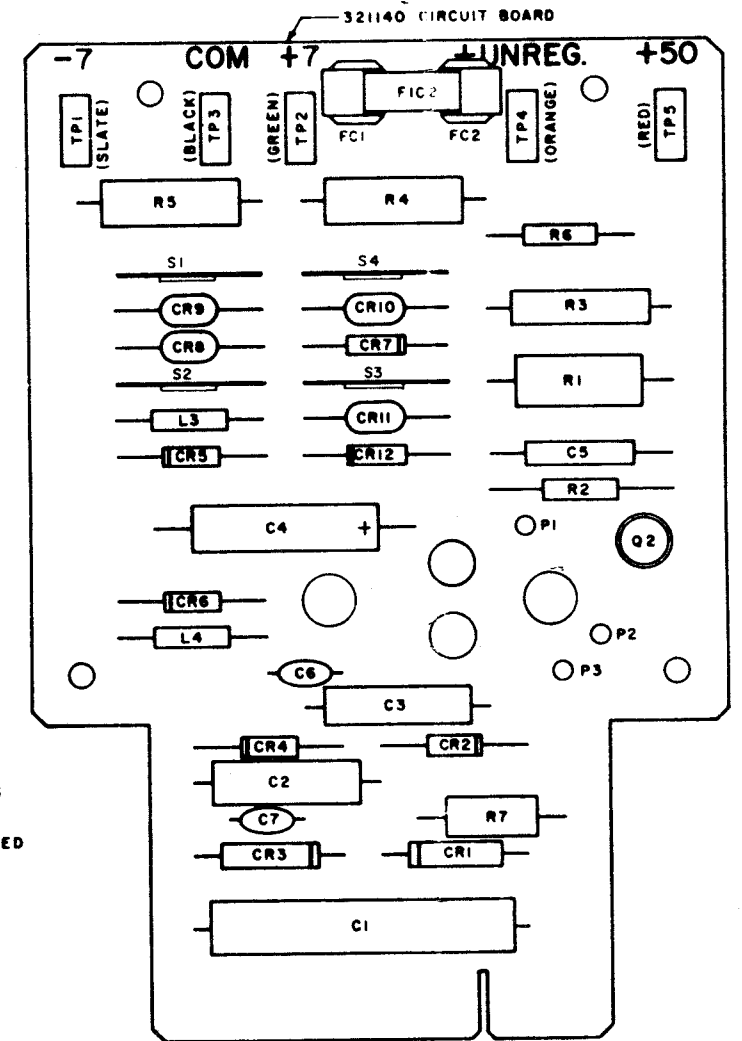 321140 CIRCUIT BOARD
-7 COM +7 +UNREG. +50
TP1
(SLATE)
(BLACK)
TP3
(GREEN)
TP2
FC1
FC2
TP4
(ORANGE)
(RED)
TP5
R5
R4
R6
S1
S4
CR9
CR10
R3
CR8
CR7
S2
S3
R1
L3
CR11
CR5
CR12
C5
R2
C4 +
P1
Q2
CR6
L4
P2
C6
P3
C3
CR4
CR2
C2
C7
R7
CR3
CR1
C1
ED